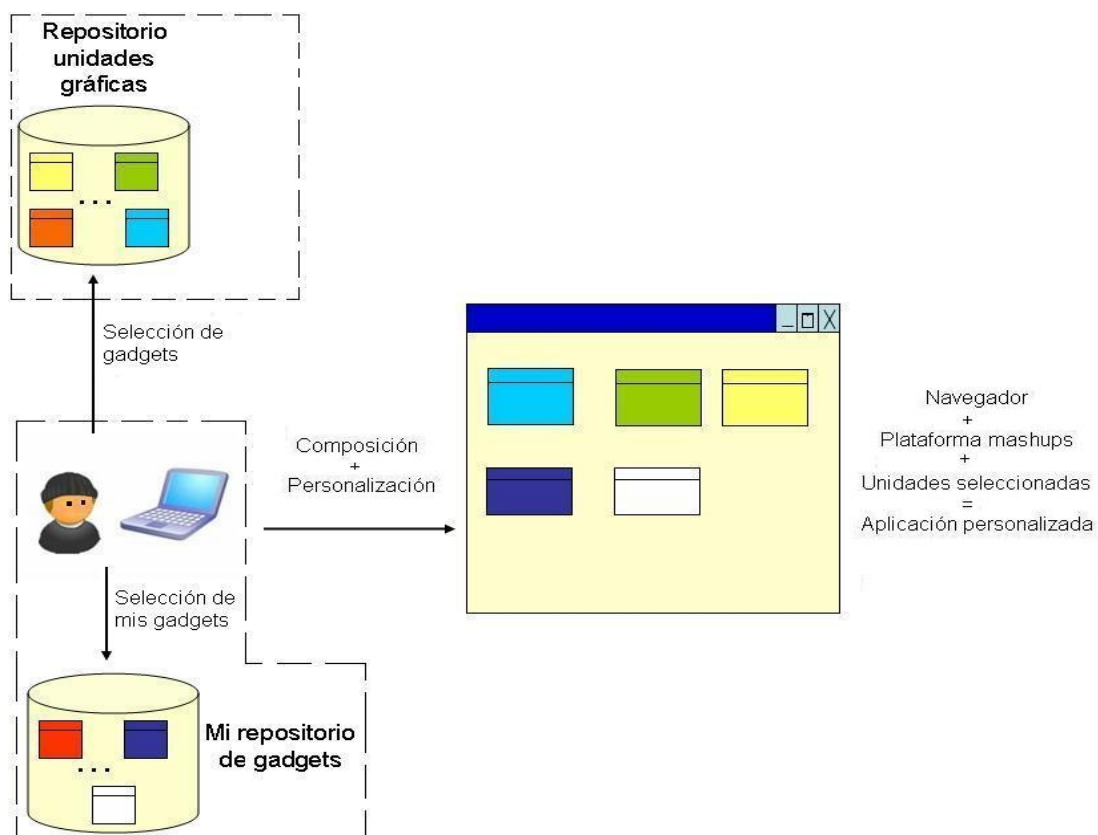 Repositorio
unidades
gráficas
. . .
Selección de
gadgets
Composición
+
Personalización
Navegador
+
Plataforma mashups
+
Unidades seleccionadas
=
Aplicación personalizada
Selección de
mis gadgets
Mi repositorio
de gadgets
. . .